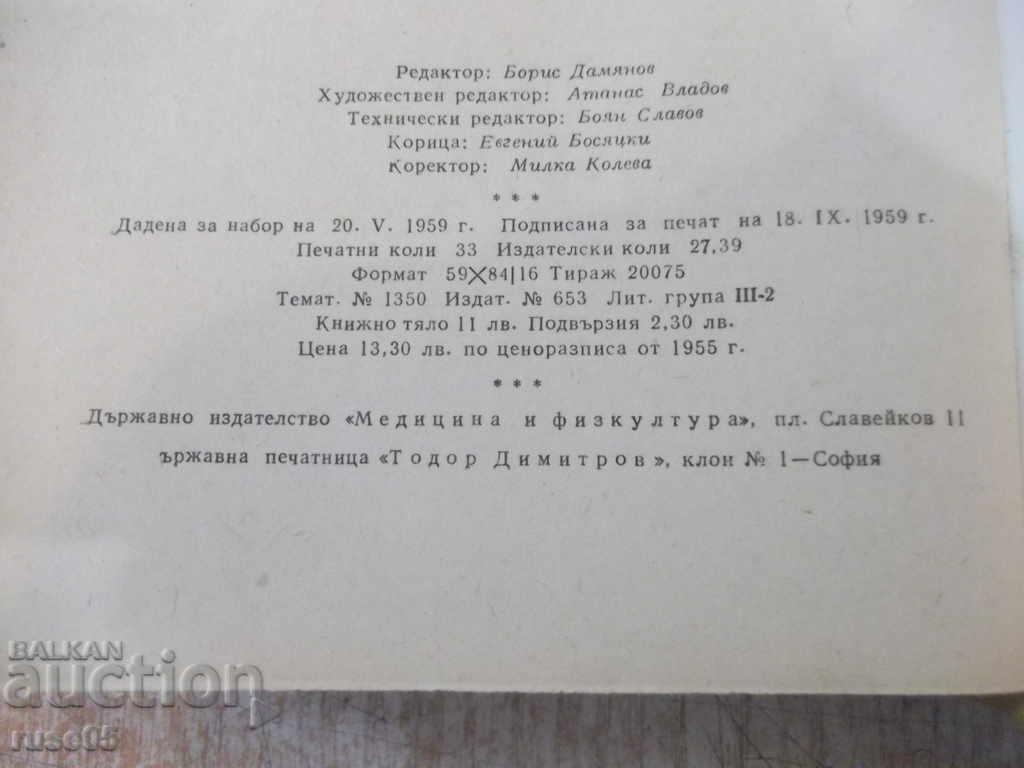 Редактор: Борис Дамянов
Художествен редактор: Атанас Владов
Технически редактор: Боян Славов
Корица: Евгений Босяцки
Коректор: Милка Колева
* * *
Дадена за набор на 20. V. 1959 г. Подписана за печат на 18. IX. 1959 г.
Печатни коли 33 Издателски коли 27,39
Формат 59×84|16 Тираж 20075
Темат. № 1350 Издат. № 653 Лит. група III-2
Книжно тяло 11 лв. Подвързия 2,30 лв.
Цена 13,30 лв. по ценоразписа от 1955 г.
* * *
Държавно издателство «Медицина и физкултура», пл. Славейков 11
ържавна печатница «Тодор Димитров», клон № 1—София
BALKAN
auction
ruse05